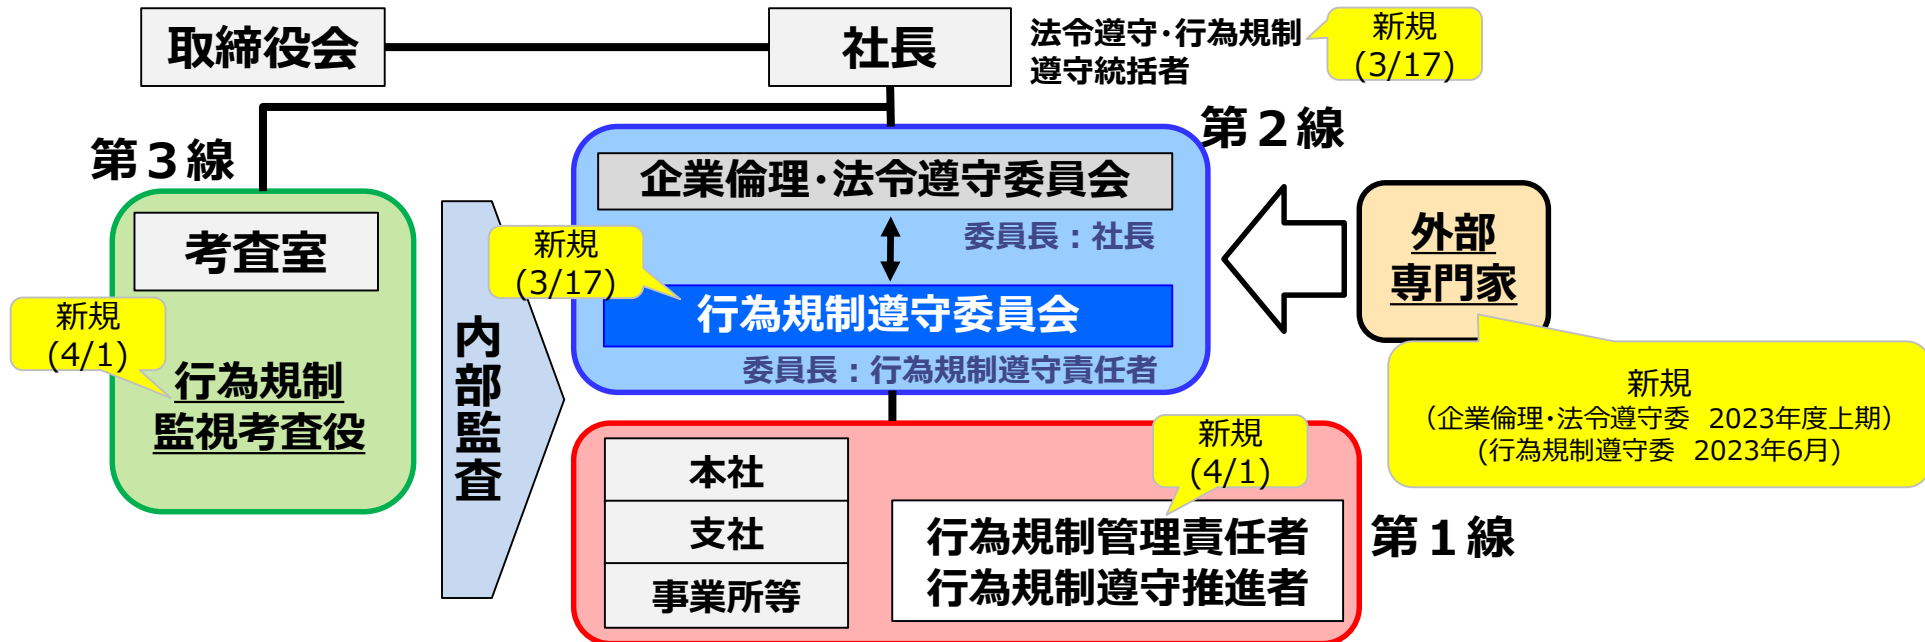 取締役会
社長
法令遵守・行為規制
遵守統括者
新規
(3/17)
第３線
第２線
企業倫理・法令遵守委員会
委員長：社長
考査室
新規
(3/17)
外部
専門家
行為規制遵守委員会
新規
(4/1)
内部監査
委員長：行為規制遵守責任者
行為規制
監視考査役
新規
（企業倫理・法令遵守委　2023年度上期）
(行為規制遵守委　2023年6月)
新規
(4/1)
本社
支社
事業所等
行為規制管理責任者
行為規制遵守推進者
第１線